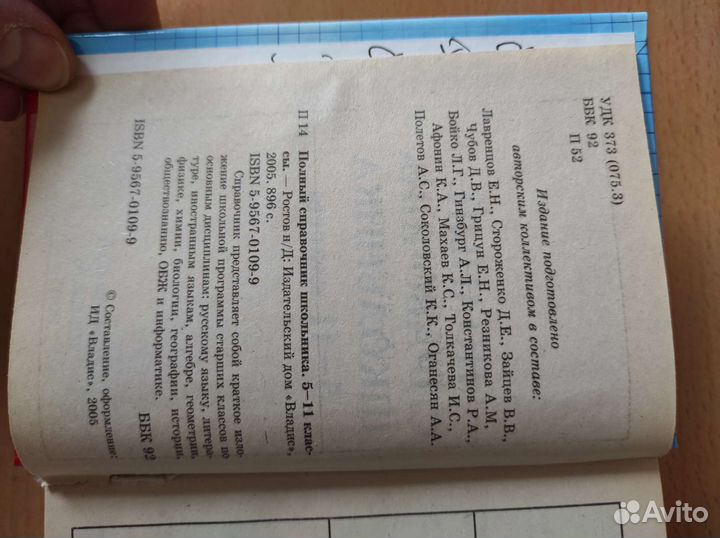 УДК 373 (075.3)
ББК 92
П 52
Издание подготовлено
авторским коллективом в составе:
Лавренцов Е.Н., Стороженко Д.Е., Зайцев В.В.,
Чубов Д.В., Грицун Е.Н., Резникова А.М,
Бойко Л.Г., Гинзбург А.Л., Константинов Р.А.,
Афонин К.А., Махаев К.С., Толкачева И.С.,
Полетов А.С., Соколовский К.К., Оганесян А.А.
П 14 Полный справочник школьника. 5–11 клас-
сы. — Ростов н/Д: Издательский дом «Владис»,
2005. 896 с.
ISBN 5-9567-0109-9
Справочник представляет собой краткое изло-
жение школьной программы старших классов по
основным дисциплинам: русскому языку, литера-
туре, иностранным языкам, алгебре, геометрии,
физике, химии, биологии, географии, истории,
обществознанию, ОБЖ и информатике.
ББК 92
ISBN 5-9567-0109-9
© Составление, оформление:
ИД «Владис», 2005
Avito